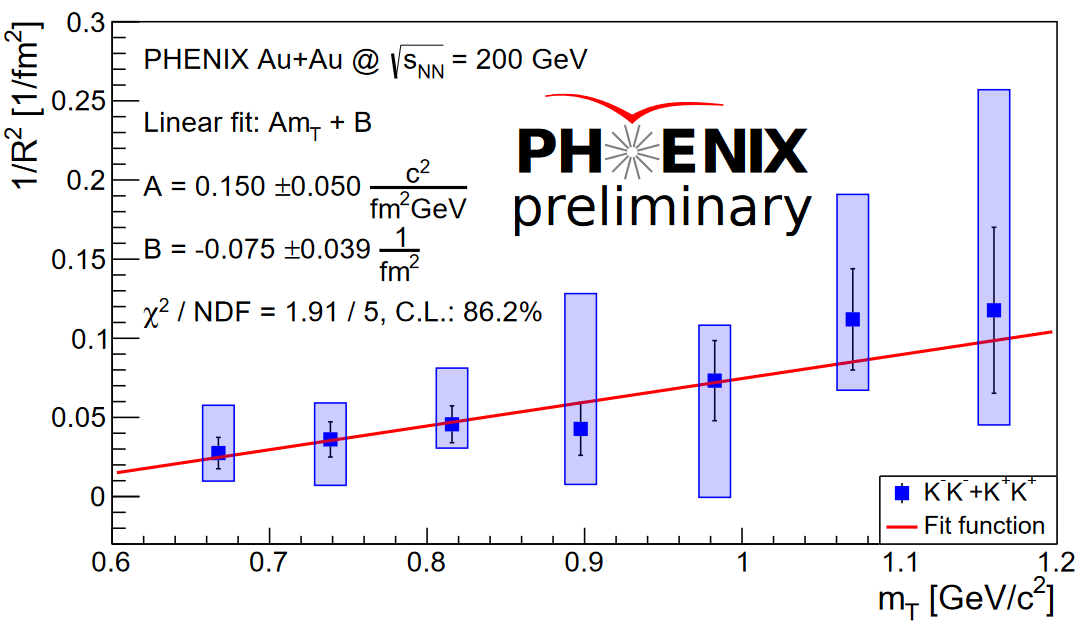 0.3
0.25
0.2
0.15
0.1
0.05
0
1/R² [1/fm²]
PHENIX Au+Au @ √s_NN = 200 GeV
Linear fit: Am_T + B
A = 0.150 ±0.050 c²/fm²GeV
B = -0.075 ±0.039 1/fm²
χ² / NDF = 1.91 / 5, C.L.: 86.2%
PHENIX
preliminary
K⁻K⁻+K⁺K⁺
Fit function
0.6 0.7 0.8 0.9 1 1.1 1.2
m_T [GeV/c²]